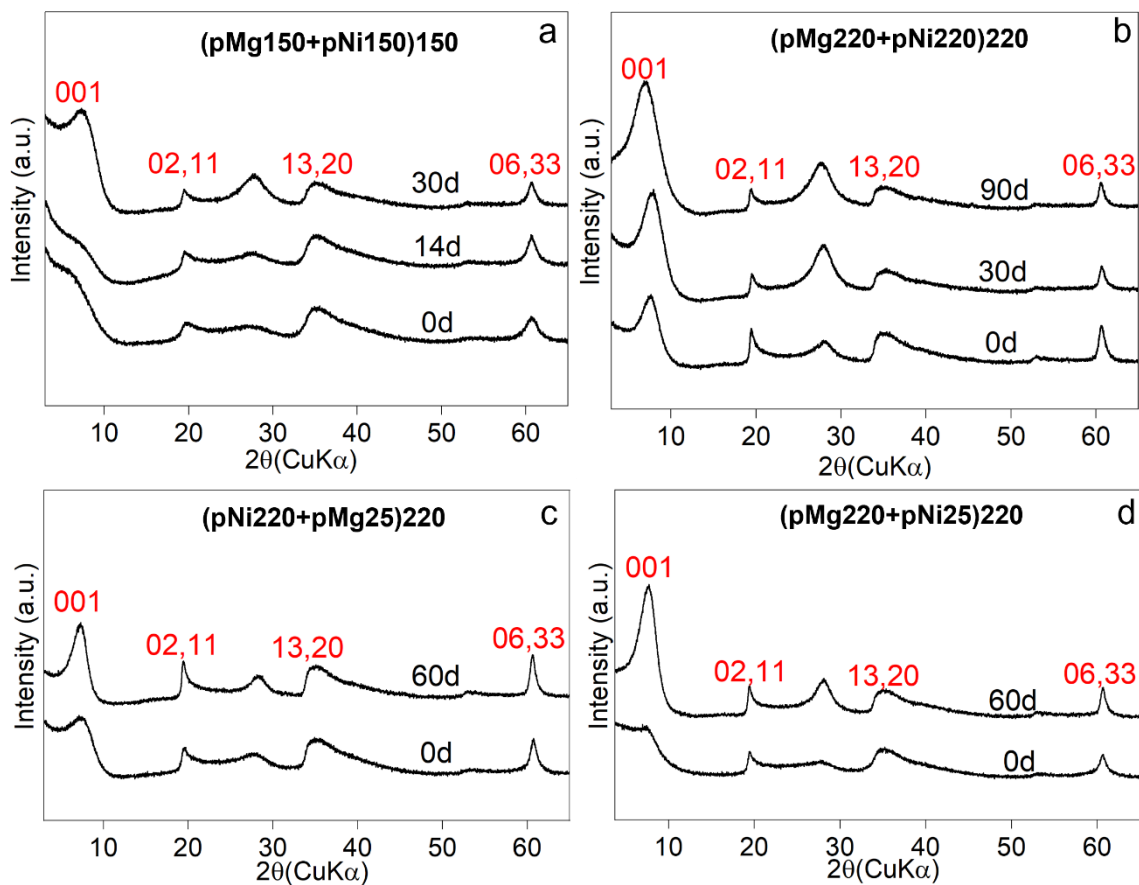 a
(pMg150+pNi150)150
001
02,11
13,20
06,33
30d
14d
0d
Intensity (a.u.)
10 20 30 40 50 60
2θ(CuKα)
b
(pMg220+pNi220)220
001
02,11
13,20
06,33
90d
30d
0d
Intensity (a.u.)
10 20 30 40 50 60
2θ(CuKα)
c
(pNi220+pMg25)220
001
02,11
13,20
06,33
60d
0d
Intensity (a.u.)
10 20 30 40 50 60
2θ(CuKα)
d
(pMg220+pNi25)220
001
02,11
13,20
06,33
60d
0d
Intensity (a.u.)
10 20 30 40 50 60
2θ(CuKα)